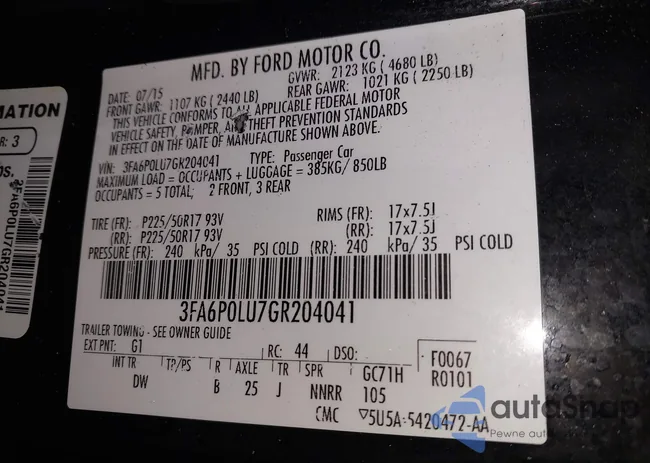 MATION
R: 3
os.
3FA6P0LU7GR204041
MFD. BY FORD MOTOR CO.
DATE: 07/15 GVWR: 2123 KG ( 4680 LB)
FRONT GAWR: 1107 KG ( 2440 LB) REAR GAWR: 1021 KG ( 2250 LB)
THIS VEHICLE CONFORMS TO APPLICABLE FEDERAL MOTOR
VEHICLE SAFETY, BUMPER, AND THEFT PREVENTION STANDARDS
IN EFFECT ON THE DATE OF MANUFACTURE SHOWN ABOVE.
VIN: 3FA6P0LU7GR204041 TYPE: Passenger Car
MAXIMUM LOAD = OCCUPANTS + LUGGAGE = 385KG/ 850LB
OCCUPANTS = 5 TOTAL; 2 FRONT, 3 REAR
TIRE (FR): P225/50R17 93V RIMS (FR): 17x7.5J
(RR): P225/50R17 93V (RR): 17x7.5J
PRESSURE (FR): 240 kPa/ 35 PSI COLD (RR): 240 kPa/ 35 PSI COLD
3FA6P0LU7GR204041
TRAILER TOWING - SEE OWNER GUIDE
EXT PNT: G1 RC: 44 DSO: F0067
INT TR TP/PS R AXLE TR SPR GC71H R0101
DW B 25 J NNRR 105
CMC ▽5U5A-5420472-AA
autoSnap
Pewne auto